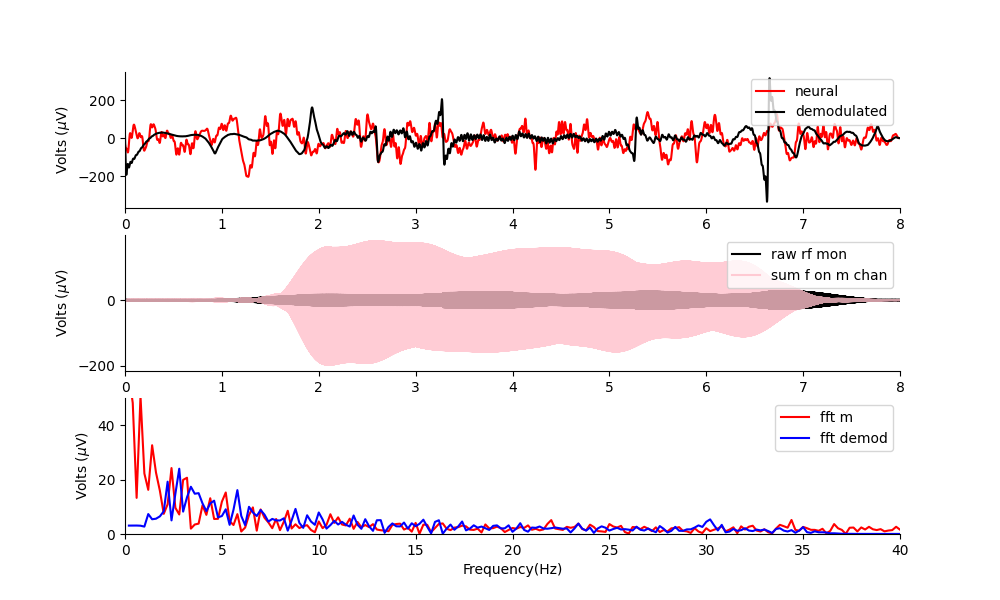 200
0
−200
Volts (μV)
neural
demodulated
0 1 2 3 4 5 6 7 8
0
−200
Volts (μV)
raw rf mon
sum f on m chan
0 1 2 3 4 5 6 7 8
40
20
0
Volts (μV)
fft m
fft demod
0 5 10 15 20 25 30 35 40
Frequency(Hz)